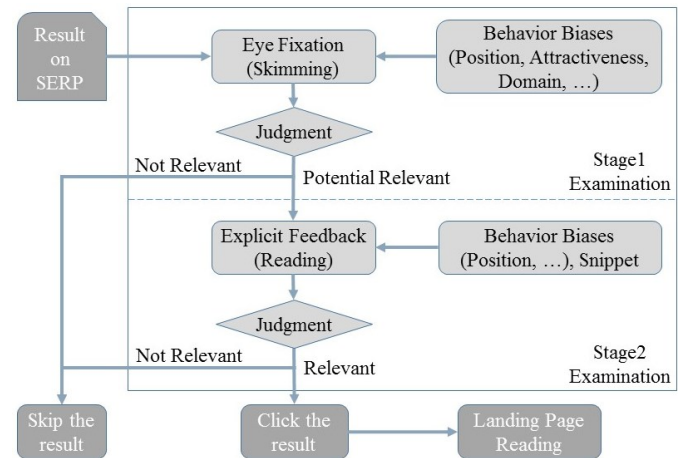 Result
on
SERP
Eye Fixation
(Skimming)
Behavior Biases
(Position, Attractiveness,
Domain, …)
Judgment
Stage1
Examination
Not Relevant
Potential Relevant
Explicit Feedback
(Reading)
Behavior Biases
(Position, …), Snippet
Judgment
Stage2
Examination
Not Relevant
Relevant
Skip the
result
Click the
result
Landing Page
Reading